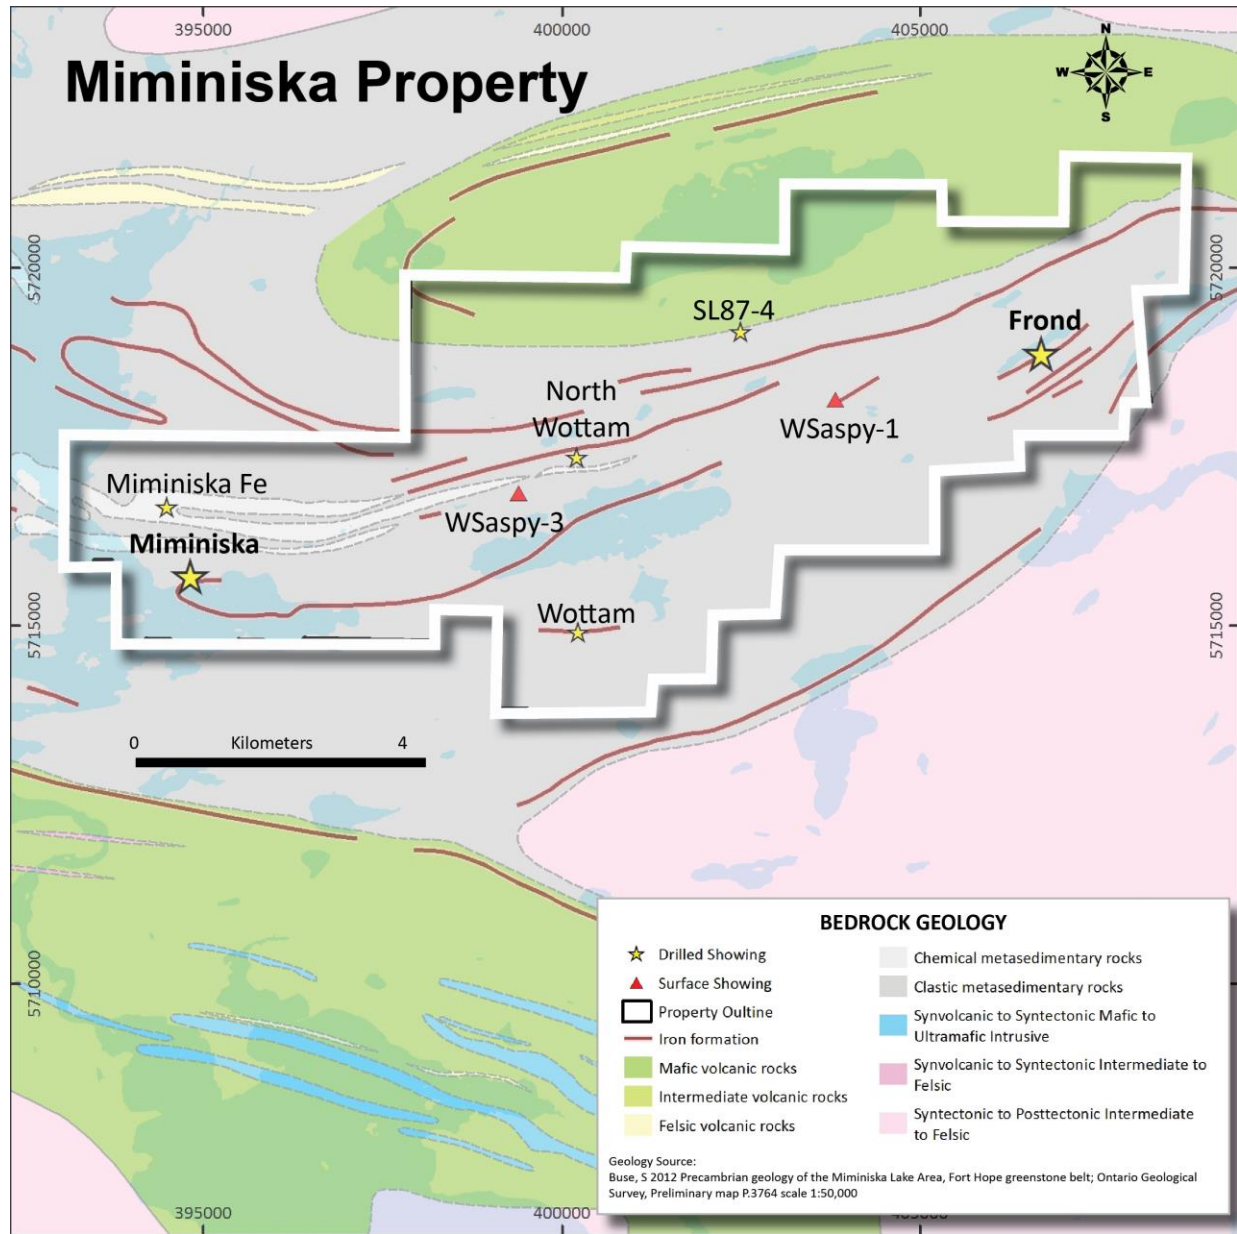 395000
400000
405000
Miminiska Property
N
W
E
S
5720000
5720000
SL87-4
Frond
North
Wottam
WSaspy-1
Miminiska Fe
WSaspy-3
Miminiska
Wottam
5715000
5715000
0 Kilometers 4
5710000
BEDROCK GEOLOGY
Drilled Showing
Surface Showing
Property Oultine
Iron formation
Mafic volcanic rocks
Intermediate volcanic rocks
Felsic volcanic rocks
Chemical metasedimentary rocks
Clastic metasedimentary rocks
Synvolcanic to Syntectonic Mafic to
Ultramafic Intrusive
Synvolcanic to Syntectonic Intermediate to
Felsic
Syntectonic to Posttectonic Intermediate
to Felsic
Geology Source:
Buse, S 2012 Precambrian geology of the Miminiska Lake Area, Fort Hope greenstone belt; Ontario Geological
Survey, Preliminary map P.3764 scale 1:50,000
395000
400000